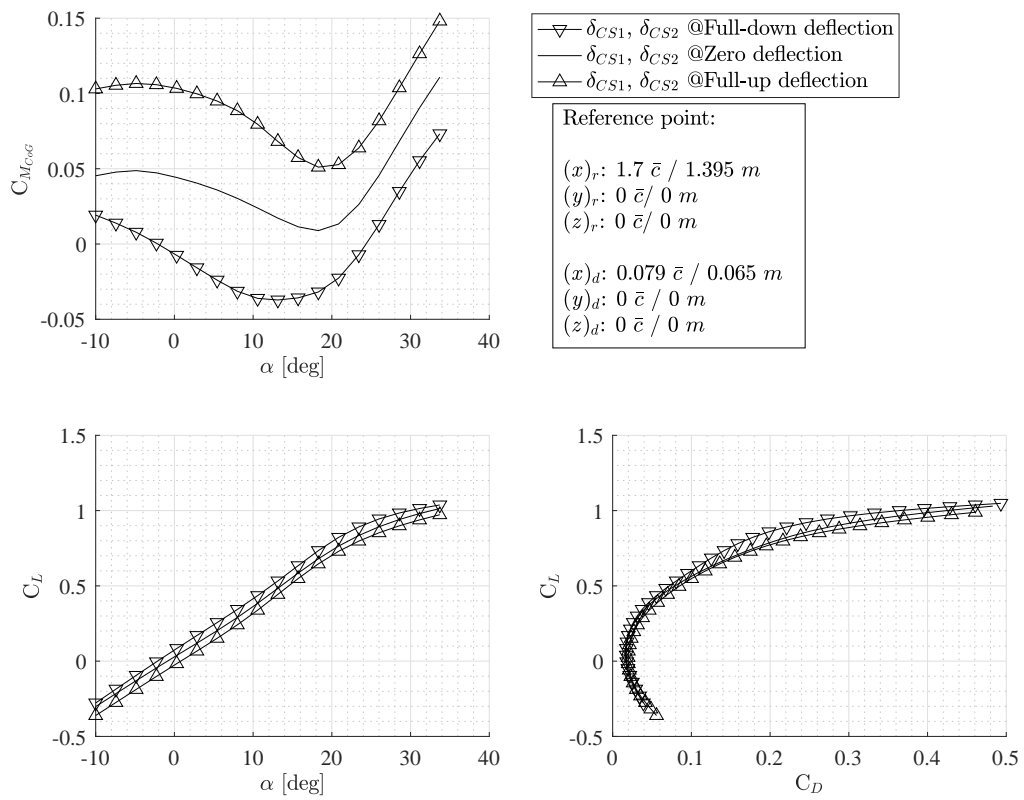 0.15
0.1
0.05
0
-0.05
C_{M_{CoG}}
-10 0 10 20 30 40
α [deg]
δ_{CS1}, δ_{CS2} @Full-down deflection
δ_{CS1}, δ_{CS2} @Zero deflection
δ_{CS1}, δ_{CS2} @Full-up deflection
Reference point:
(x)_r: 1.7 c̄ / 1.395 m
(y)_r: 0 c̄/ 0 m
(z)_r: 0 c̄/ 0 m
(x)_d: 0.079 c̄ / 0.065 m
(y)_d: 0 c̄ / 0 m
(z)_d: 0 c̄ / 0 m
1.5
1
0.5
0
-0.5
C_L
-10 0 10 20 30 40
α [deg]
1.5
1
0.5
0
-0.5
C_L
0 0.1 0.2 0.3 0.4 0.5
C_D